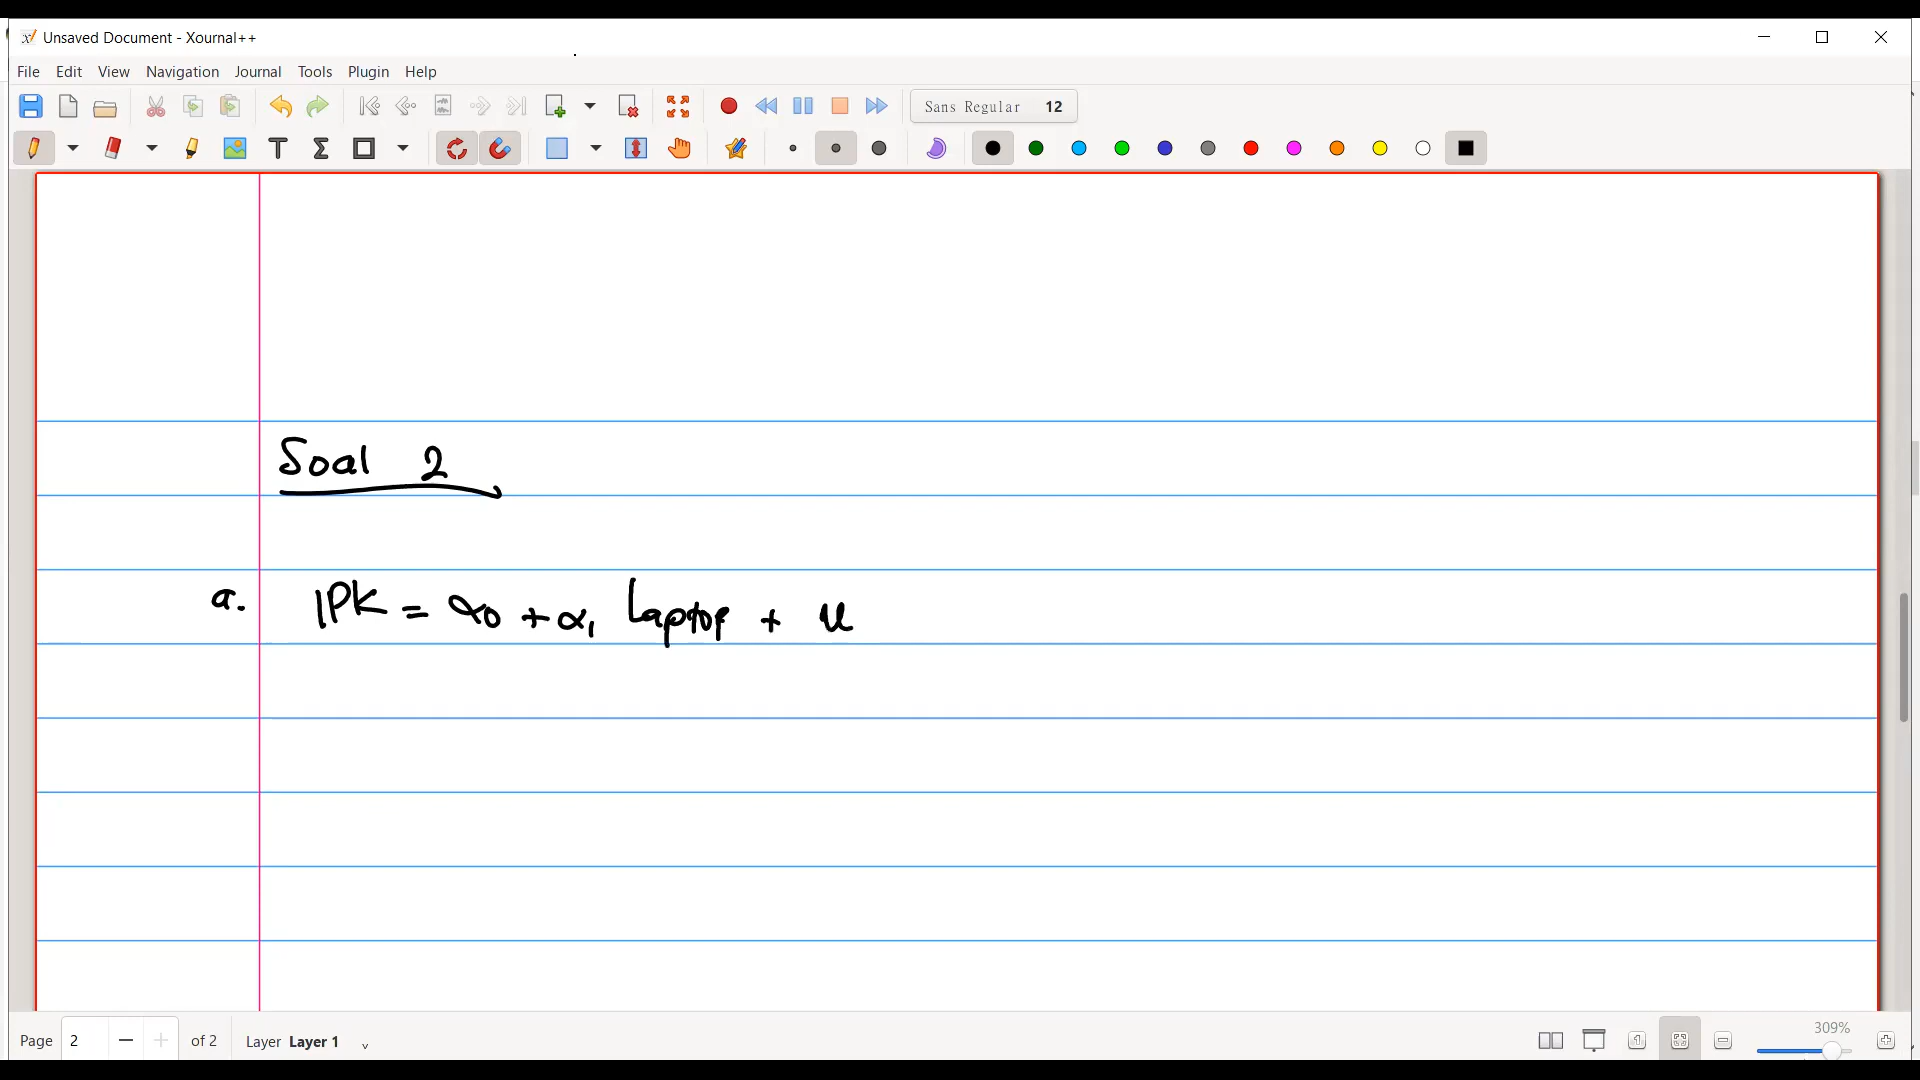 Unsaved Document - Xournal++
File Edit View Navigation Journal Tools Plugin Help
Sans Regular 12
Soal 2
a. IPK = α0 + α1 Laptop + u
Page 2 of 2 Layer Layer 1
309%